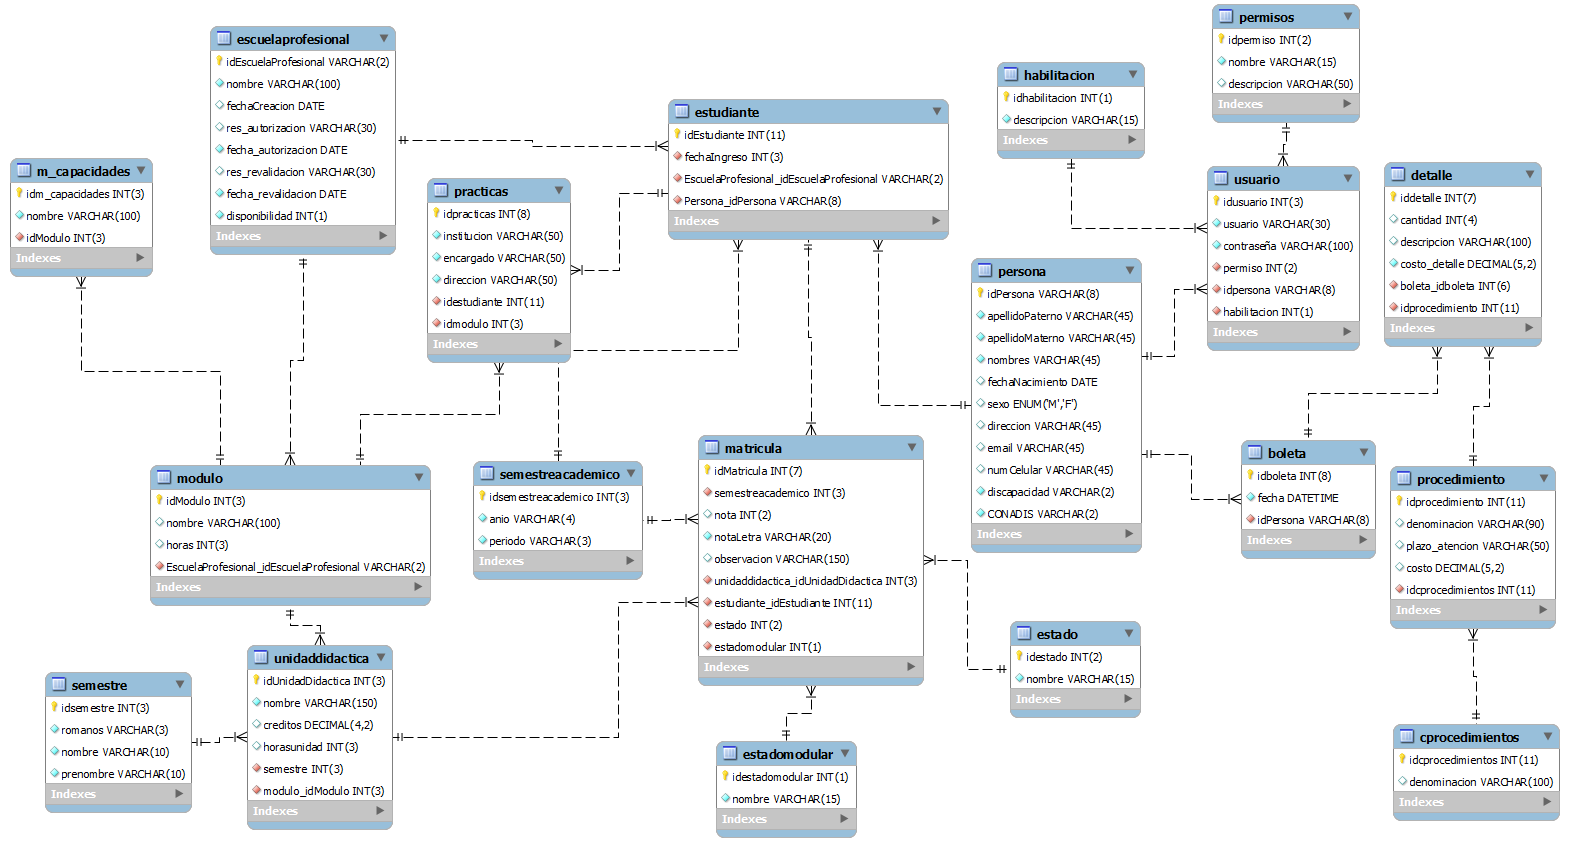 escuelaprofesional
idEscuelaProfesional VARCHAR(2)
nombre VARCHAR(100)
fechaCreacion DATE
res_autorizacion VARCHAR(30)
fecha_autorizacion DATE
res_revalidacion VARCHAR(30)
fecha_revalidacion DATE
disponibilidad INT(1)
Indexes
m_capacidades
idm_capacidades INT(3)
nombre VARCHAR(100)
idModulo INT(3)
Indexes
practicas
idpracticas INT(8)
institucion VARCHAR(50)
encargado VARCHAR(50)
direccion VARCHAR(50)
idestudiante INT(11)
idmodulo INT(3)
Indexes
estudiante
idEstudiante INT(11)
fechaIngreso INT(3)
EscuelaProfesional_idEscuelaProfesional VARCHAR(2)
Persona_idPersona VARCHAR(8)
Indexes
habilitacion
idhabilitacion INT(1)
descripcion VARCHAR(15)
Indexes
permisos
idpermiso INT(2)
nombre VARCHAR(15)
descripcion VARCHAR(50)
Indexes
usuario
idusuario INT(3)
usuario VARCHAR(30)
contraseña VARCHAR(100)
permiso INT(2)
idpersona VARCHAR(8)
habilitacion INT(1)
Indexes
detalle
iddetalle INT(7)
cantidad INT(4)
descripcion VARCHAR(100)
costo_detalle DECIMAL(5,2)
boleta_idboleta INT(6)
idprocedimiento INT(11)
Indexes
persona
idPersona VARCHAR(8)
apellidoPaterno VARCHAR(45)
apellidoMaterno VARCHAR(45)
nombres VARCHAR(45)
fechaNacimiento DATE
sexo ENUM('M','F')
direccion VARCHAR(45)
email VARCHAR(45)
numCelular VARCHAR(45)
discapacidad VARCHAR(2)
CONADIS VARCHAR(2)
Indexes
modulo
idModulo INT(3)
nombre VARCHAR(100)
horas INT(3)
EscuelaProfesional_idEscuelaProfesional VARCHAR(2)
Indexes
semestreacademico
idsemestreacademico INT(3)
anio VARCHAR(4)
periodo VARCHAR(3)
Indexes
matricula
idMatricula INT(7)
semestreacademico INT(3)
nota INT(2)
notaLetra VARCHAR(20)
observacion VARCHAR(150)
unidaddidactica_idUnidadDidactica INT(3)
estudiante_idEstudiante INT(11)
estado INT(2)
estadomodular INT(1)
Indexes
boleta
idboleta INT(8)
fecha DATETIME
idPersona VARCHAR(8)
Indexes
procedimiento
idprocedimiento INT(11)
denominacion VARCHAR(90)
plazo_atencion VARCHAR(50)
costo DECIMAL(5,2)
idcprocedimientos INT(11)
Indexes
semestre
idsemestre INT(3)
romanos VARCHAR(3)
nombre VARCHAR(10)
prenombre VARCHAR(10)
Indexes
unidaddidactica
idUnidadDidactica INT(3)
nombre VARCHAR(150)
creditos DECIMAL(4,2)
horasunidad INT(3)
semestre INT(3)
modulo_idModulo INT(3)
Indexes
estado
idestado INT(2)
nombre VARCHAR(15)
Indexes
estadomodular
idestadomodular INT(1)
nombre VARCHAR(15)
Indexes
cprocedimientos
idcprocedimientos INT(11)
denominacion VARCHAR(100)
Indexes